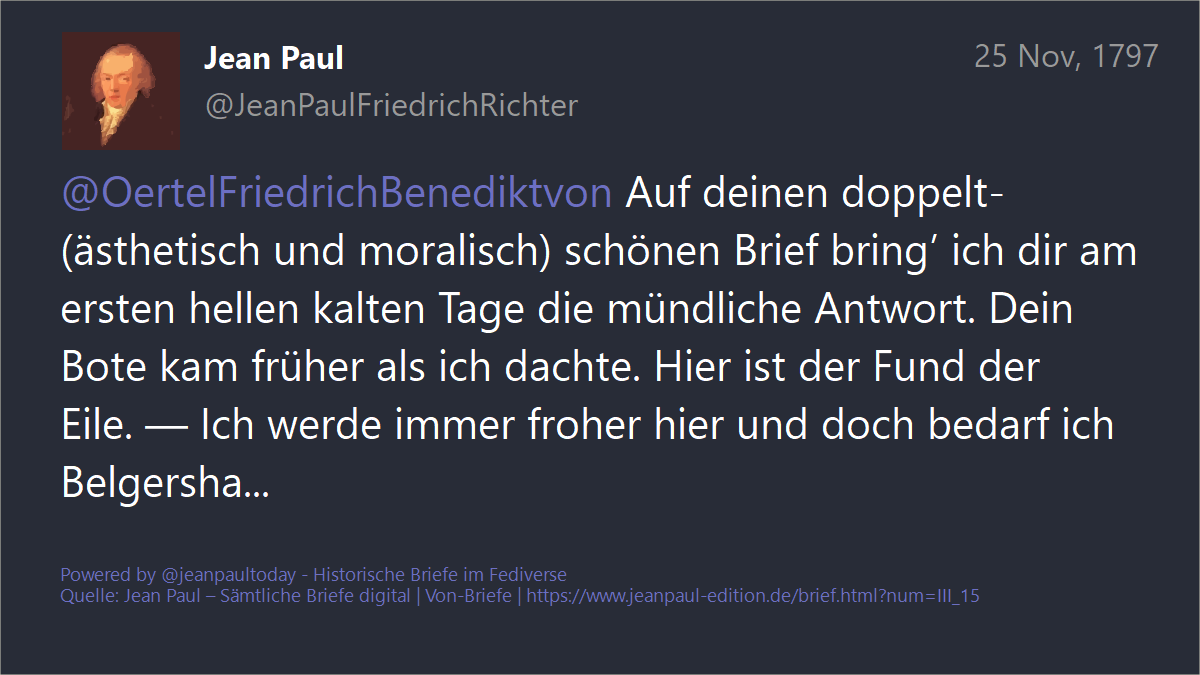 Jean Paul
25 Nov, 1797
@JeanPaulFriedrichRichter
@OertelFriedrichBenediktvon Auf deinen doppelt-
(ästhetisch und moralisch) schönen Brief bring’ ich dir am
ersten hellen kalten Tage die mündliche Antwort. Dein
Bote kam früher als ich dachte. Hier ist der Fund der
Eile. — Ich werde immer froher hier und doch bedarf ich
Belgersha...
Powered by @jeanpaultoday - Historische Briefe im Fediverse
Quelle: Jean Paul – Sämtliche Briefe digital | Von-Briefe | https://www.jeanpaul-edition.de/brief.html?num=III_15